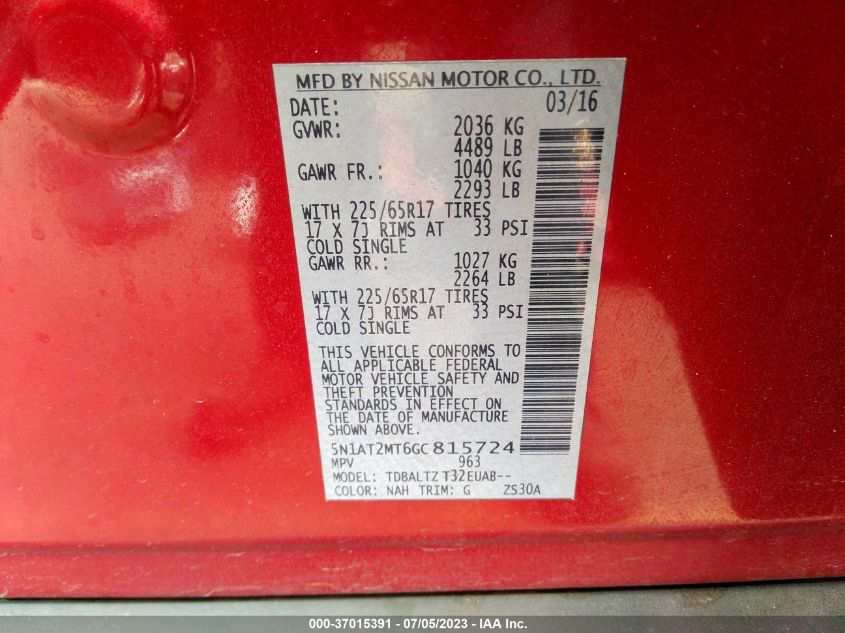 MFD BY NISSAN MOTOR CO., LTD.
DATE: 03/16
GVWR: 2036 KG
4489 LB
GAWR FR.: 1040 KG
2293 LB
WITH 225/65R17 TIRES
17 X 7J RIMS AT 33 PSI
COLD SINGLE
GAWR RR.: 1027 KG
2264 LB
WITH 225/65R17 TIRES
17 X 7J RIMS AT 33 PSI
COLD SINGLE
THIS VEHICLE CONFORMS TO
ALL APPLICABLE FEDERAL
MOTOR VEHICLE SAFETY AND
THEFT PREVENTION
STANDARDS IN EFFECT ON
THE DATE OF MANUFACTURE
SHOWN ABOVE.
5N1AT2MT6GC815724
MPV 963
MODEL: TDBALTZ T32EUAB--
COLOR: NAH TRIM: G ZS30A
000-37015391 - 07/05/2023 - IAA Inc.